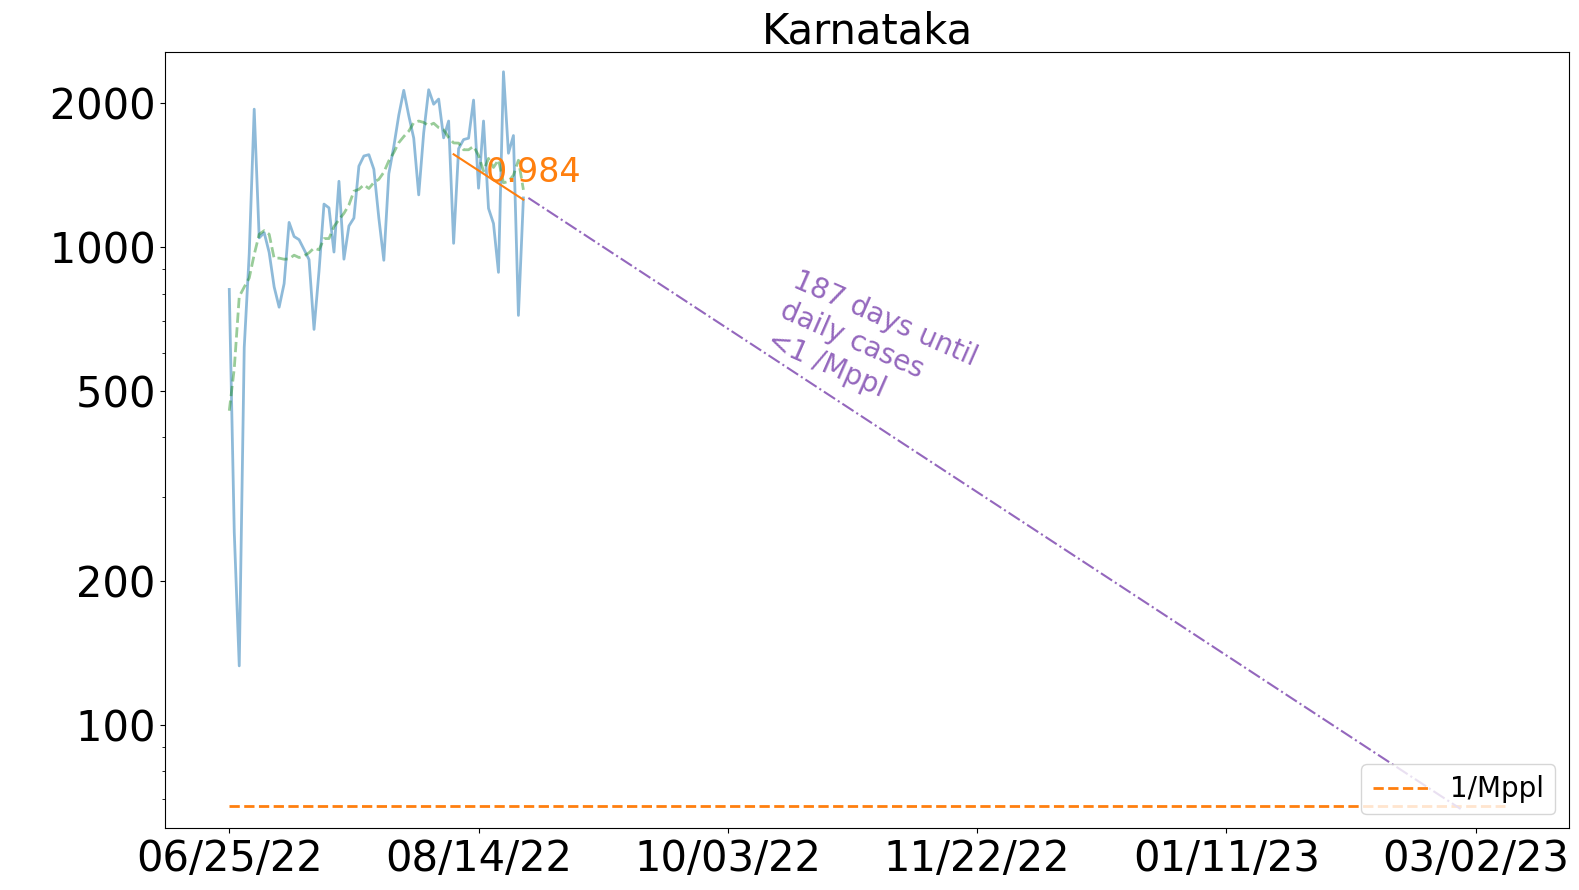 Karnataka
2000
1000
500
200
100
0.984
187 days until
daily cases
<1 /Mppl
1/Mppl
06/25/22
08/14/22
10/03/22
11/22/22
01/11/23
03/02/23